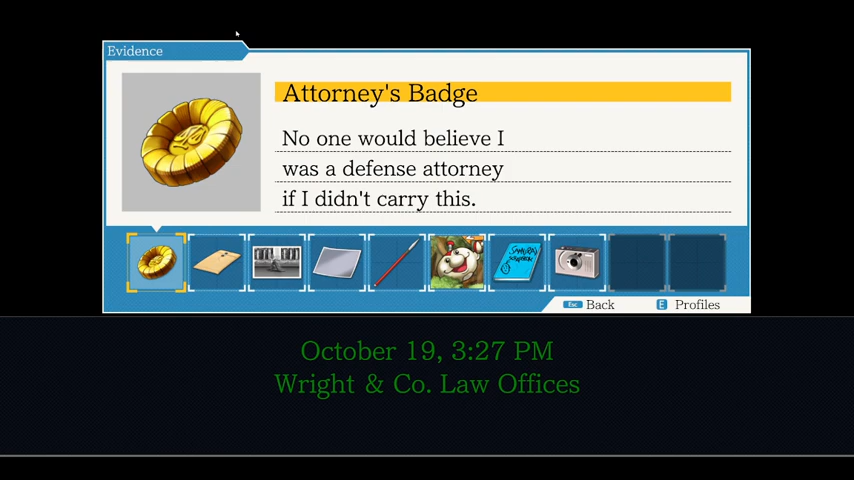 Evidence
Attorney's Badge
No one would believe I
was a defense attorney
if I didn't carry this.
SAMURAI
Esc Back
E Profiles
October 19, 3:27 PM
Wright & Co. Law Offices